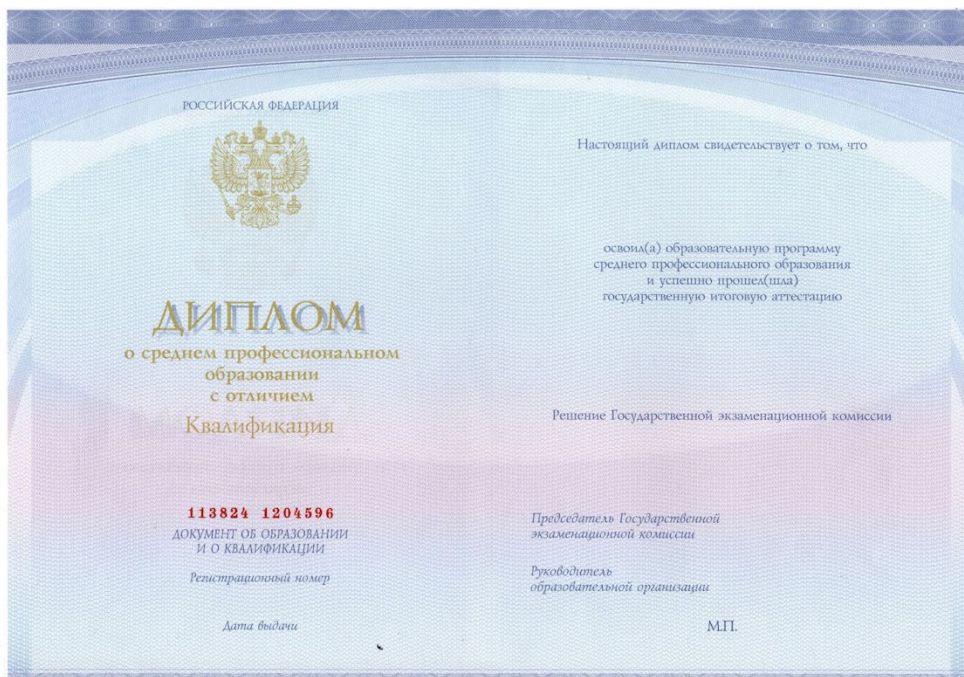 РОССИЙСКАЯ ФЕДЕРАЦИЯ
ДИПЛОМ
о среднем профессиональном
образовании
с отличием
Квалификация
113824 1204596
ДОКУМЕНТ ОБ ОБРАЗОВАНИИ
И О КВАЛИФИКАЦИИ
Регистрационный номер
Дата выдачи
Настоящий диплом свидетельствует о том, что
освоил(а) образовательную программу
среднего профессионального образования
и успешно прошел(шла)
государственную итоговую аттестацию
Решение Государственной экзаменационной комиссии
Председатель Государственной
экзаменационной комиссии
Руководитель
образовательной организации
М.П.